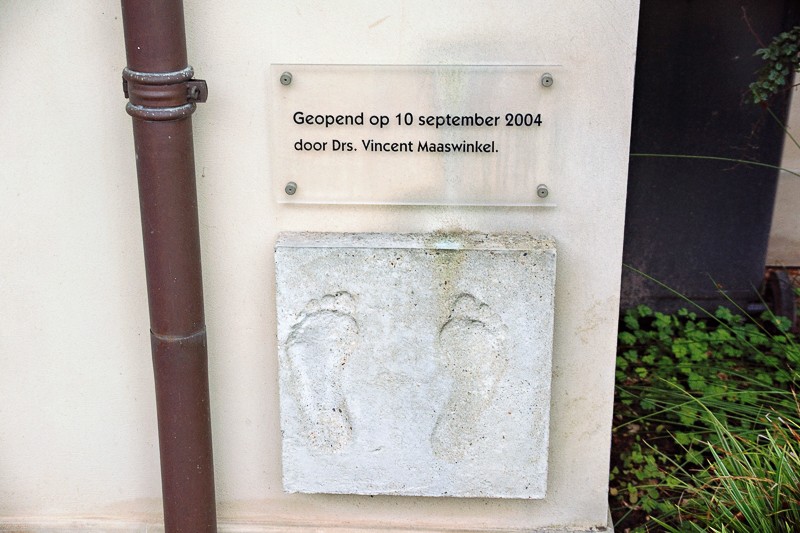 Geopend op 10 september 2004
door Drs. Vincent Maaswinkel.